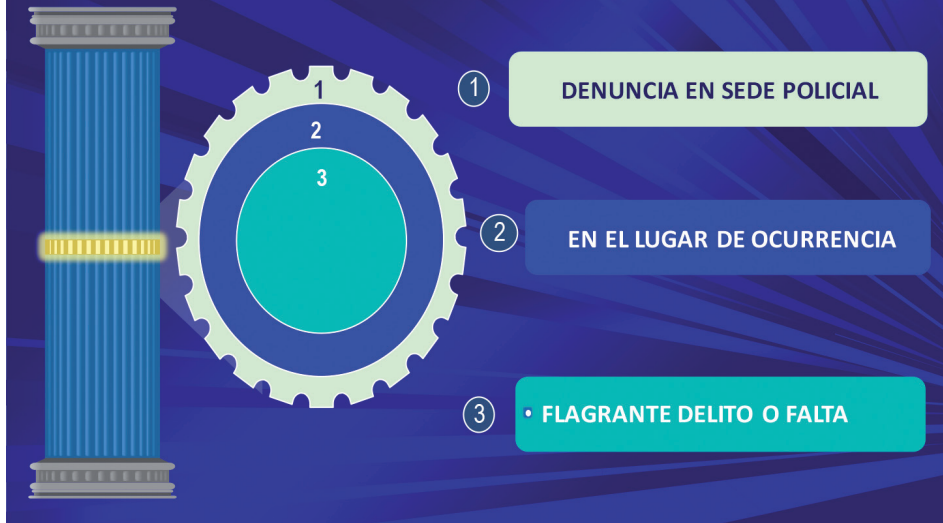 1
2
3
1
DENUNCIA EN SEDE POLICIAL
2
EN EL LUGAR DE OCURRENCIA
3
• FLAGRANTE DELITO O FALTA